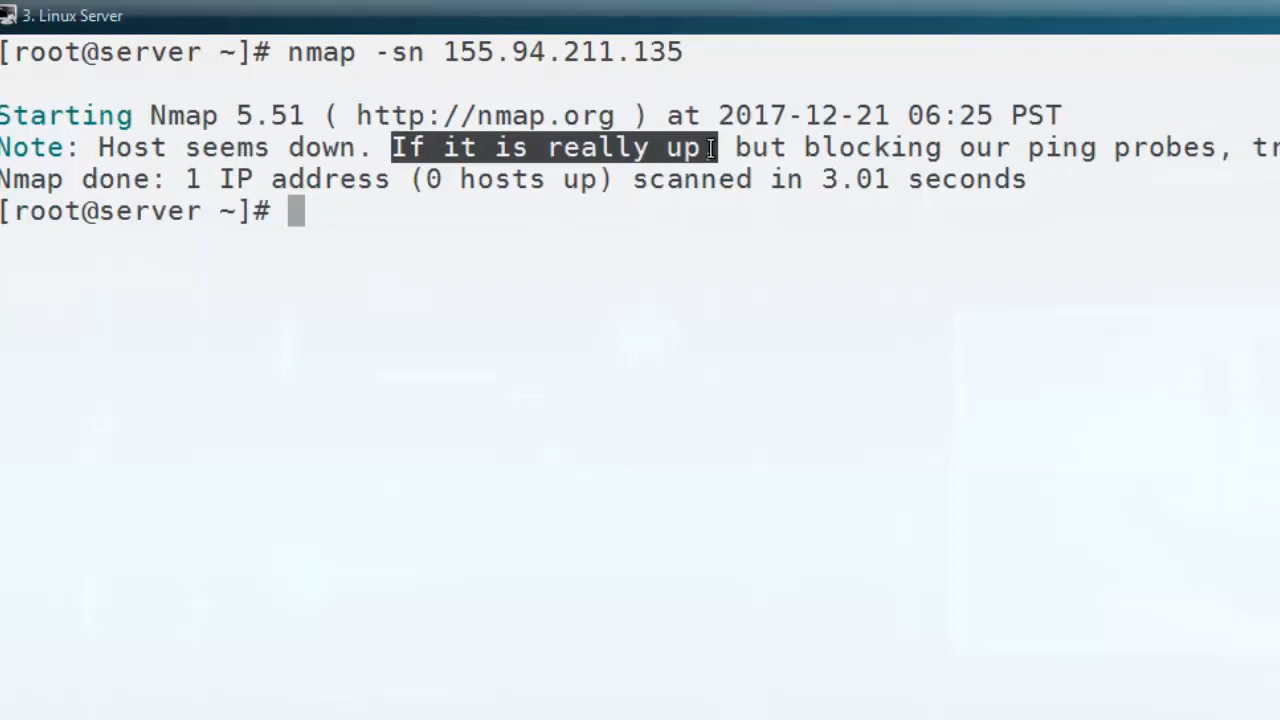 3. Linux Server
[root@server ~]# nmap -sn 155.94.211.135
Starting Nmap 5.51 ( http://nmap.org ) at 2017-12-21 06:25 PST
Note: Host seems down. If it is really up, but blocking our ping probes, tr
Nmap done: 1 IP address (0 hosts up) scanned in 3.01 seconds
[root@server ~]#